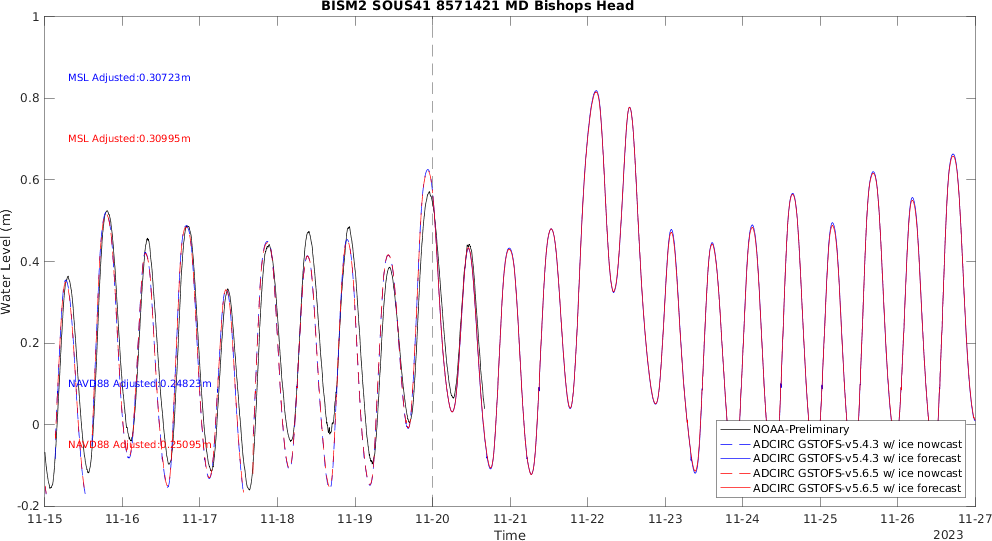 BISM2 SOUS41 8571421 MD Bishops Head
1
0.8
0.6
0.4
0.2
0
-0.2
Water Level (m)
MSL Adjusted:0.30723m
MSL Adjusted:0.30995m
NAVD88 Adjusted:0.24823m
NAVD88 Adjusted:0.25095m
NOAA-Preliminary
ADCIRC GSTOFS-v5.4.3 w/ ice nowcast
ADCIRC GSTOFS-v5.4.3 w/ ice forecast
ADCIRC GSTOFS-v5.6.5 w/ ice nowcast
ADCIRC GSTOFS-v5.6.5 w/ ice forecast
11-15 11-16 11-17 11-18 11-19 11-20 11-21 11-22 11-23 11-24 11-25 11-26 11-27
Time
2023